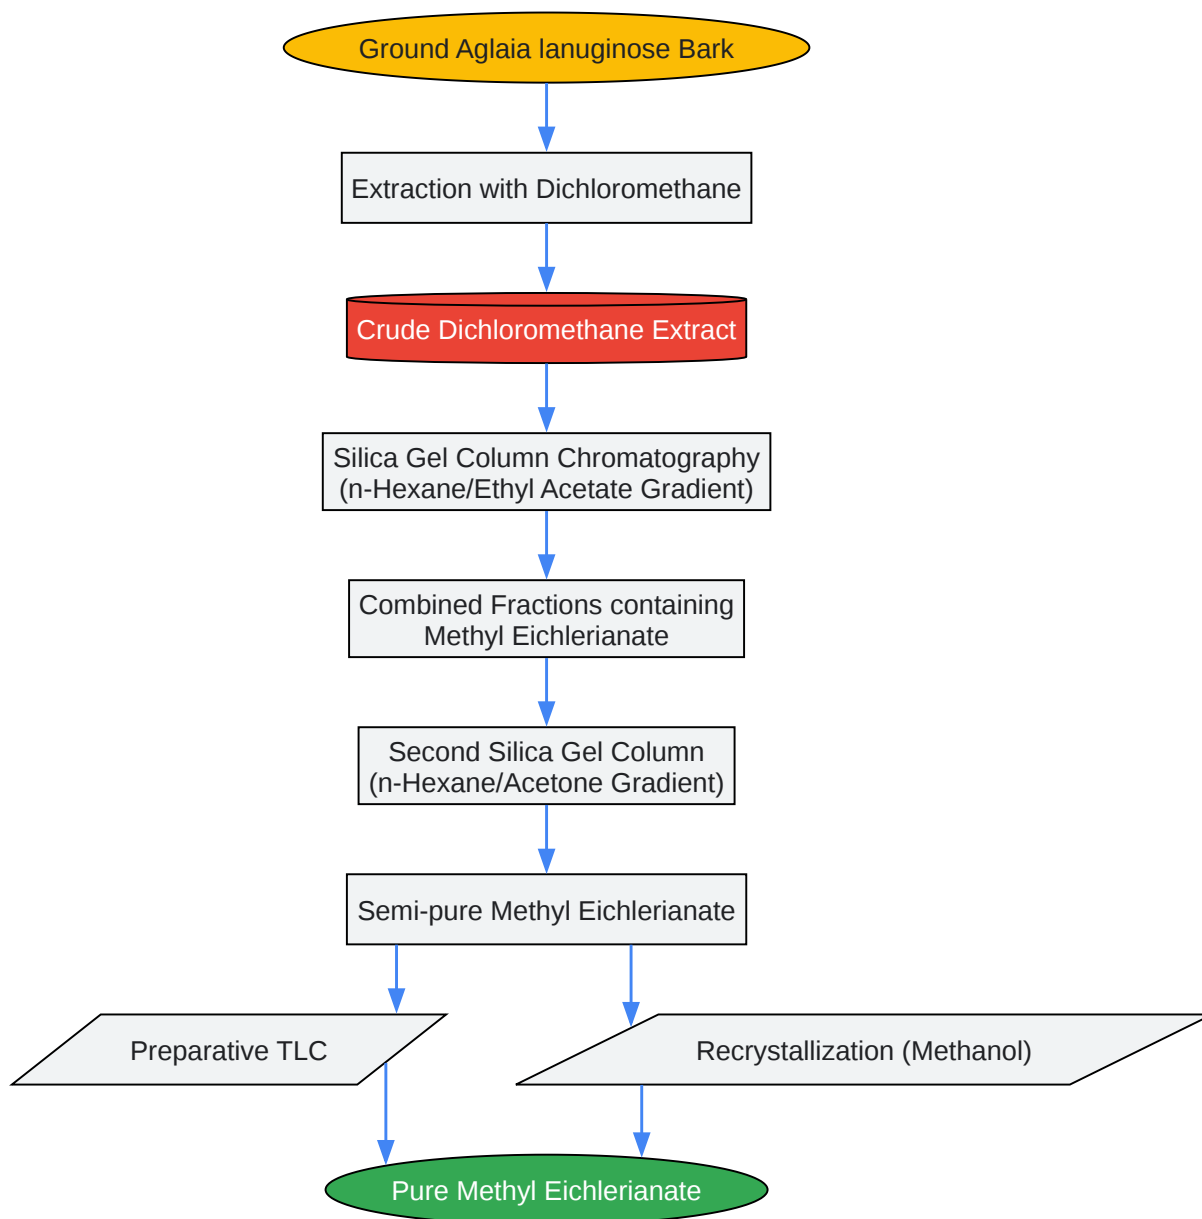 Ground Aglaia lanuginose Bark
Extraction with Dichloromethane
Crude Dichloromethane Extract
Silica Gel Column Chromatography
(n-Hexane/Ethyl Acetate Gradient)
Combined Fractions containing
Methyl Eichlerianate
Second Silica Gel Column
(n-Hexane/Acetone Gradient)
Semi-pure Methyl Eichlerianate
Preparative TLC
Recrystallization (Methanol)
Pure Methyl Eichlerianate